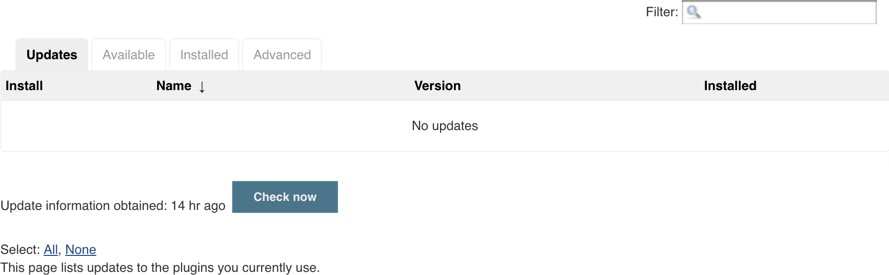 Filter:
Updates Available Installed Advanced
Install Name ↓ Version Installed
No updates
Update information obtained: 14 hr ago Check now
Select: All, None
This page lists updates to the plugins you currently use.